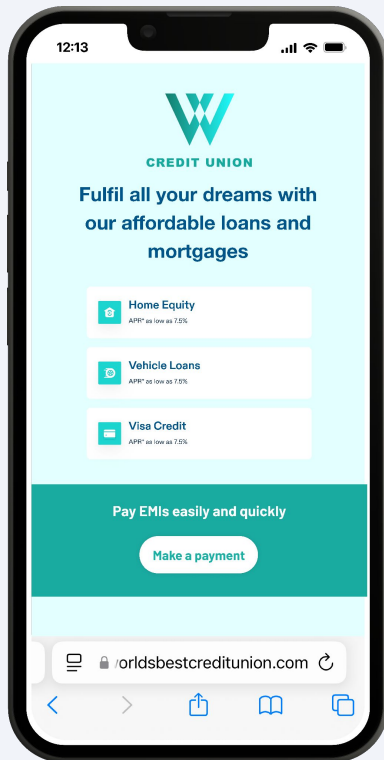 12:13
CREDIT UNION
Fulfil all your dreams with
our affordable loans and
mortgages
Home Equity
APR* as low as 7.5%
Vehicle Loans
APR* as low as 7.5%
Visa Credit
APR* as low as 7.5%
Pay EMIs easily and quickly
Make a payment
orldsbestcreditunion.com